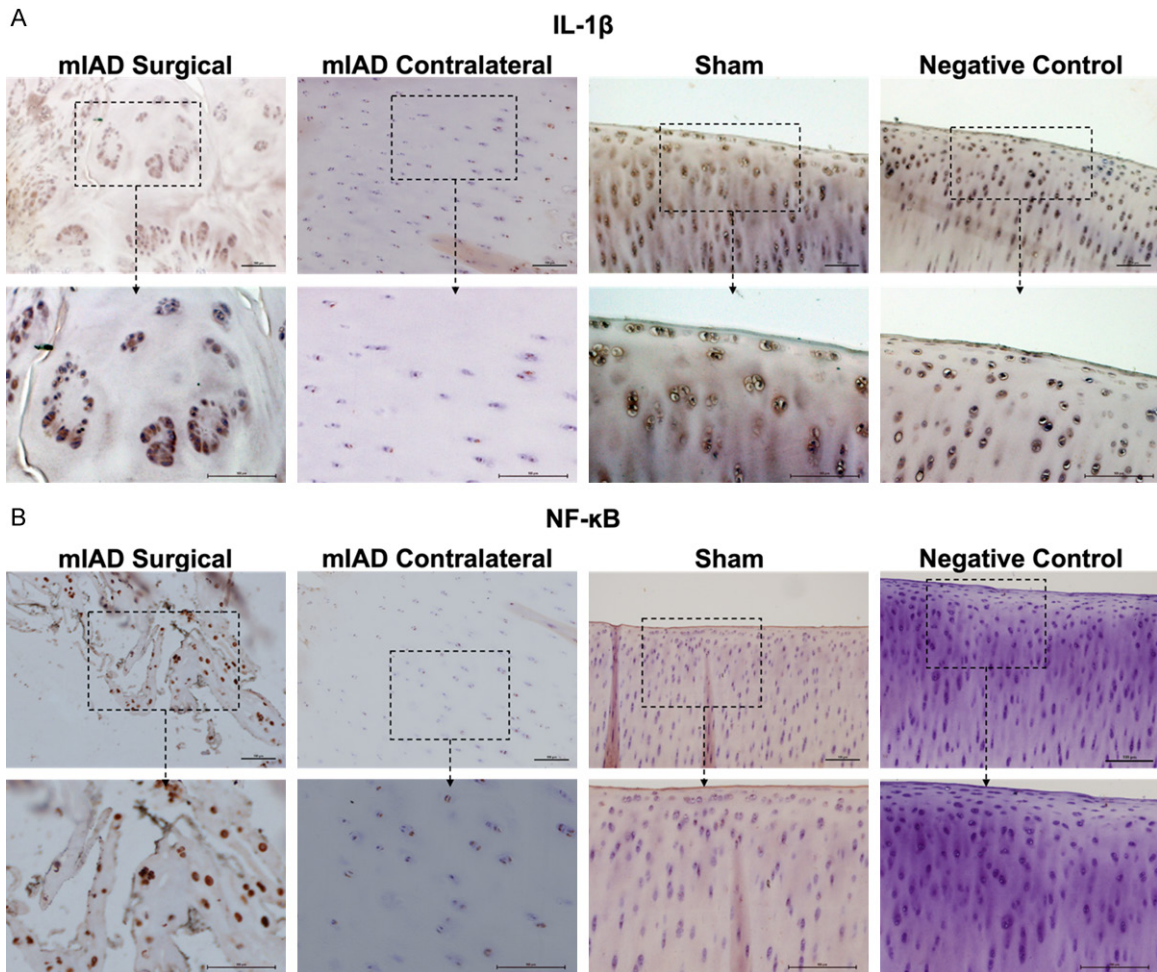 A
IL-1β
mIAD Surgical mIAD Contralateral Sham Negative Control
B
NF-κB
mIAD Surgical mIAD Contralateral Sham Negative Control